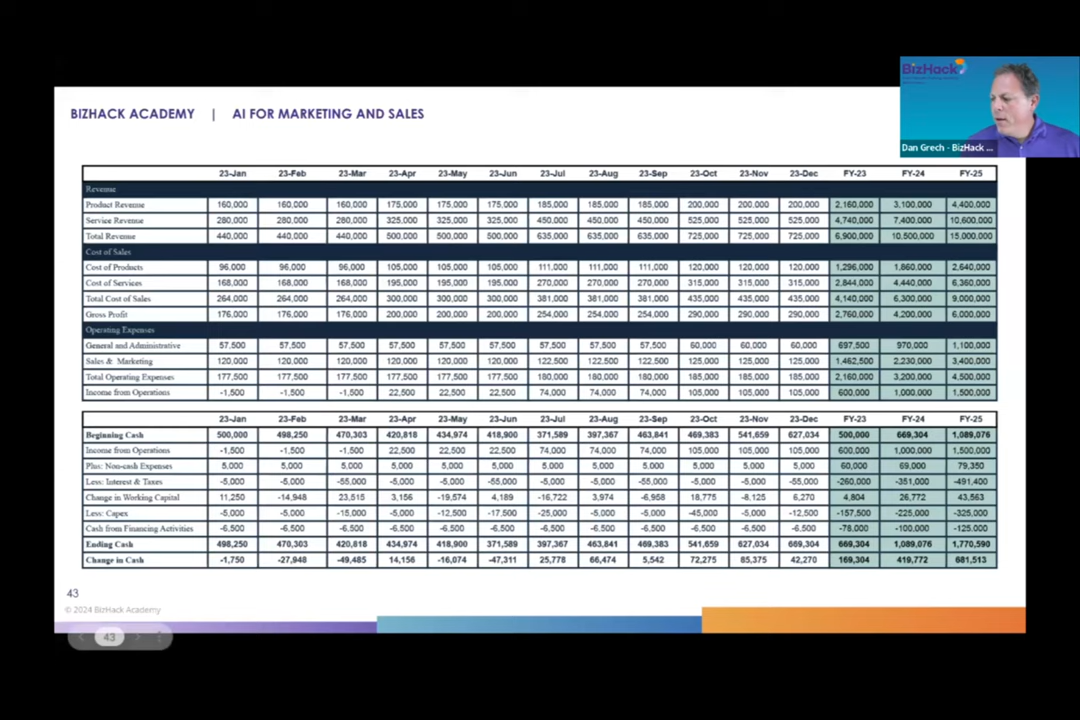 BizHack
Dan Grech - BizHack ...
BIZHACK ACADEMY | AI FOR MARKETING AND SALES
23-Jan 23-Feb 23-Mar 23-Apr 23-May 23-Jun 23-Jul 23-Aug 23-Sep 23-Oct 23-Nov 23-Dec FY-23 FY-24 FY-25
Revenue
Product Revenue 160,000 160,000 160,000 175,000 175,000 175,000 185,000 185,000 185,000 200,000 200,000 200,000 2,160,000 3,100,000 4,400,000
Service Revenue 280,000 280,000 280,000 325,000 325,000 325,000 450,000 450,000 450,000 525,000 525,000 525,000 4,740,000 7,400,000 10,600,000
Total Revenue 440,000 440,000 440,000 500,000 500,000 500,000 635,000 635,000 635,000 725,000 725,000 725,000 6,900,000 10,500,000 15,000,000
Cost of Sales
Cost of Products 96,000 96,000 96,000 105,000 105,000 105,000 111,000 111,000 111,000 120,000 120,000 120,000 1,296,000 1,860,000 2,640,000
Cost of Services 168,000 168,000 168,000 195,000 195,000 195,000 270,000 270,000 270,000 315,000 315,000 315,000 2,844,000 4,440,000 6,360,000
Total Cost of Sales 264,000 264,000 264,000 300,000 300,000 300,000 381,000 381,000 381,000 435,000 435,000 435,000 4,140,000 6,300,000 9,000,000
Gross Profit 176,000 176,000 176,000 200,000 200,000 200,000 254,000 254,000 254,000 290,000 290,000 290,000 2,760,000 4,200,000 6,000,000
Operating Expenses
General and Administrative 57,500 57,500 57,500 57,500 57,500 57,500 57,500 57,500 57,500 60,000 60,000 60,000 697,500 970,000 1,100,000
Sales & Marketing 120,000 120,000 120,000 120,000 120,000 120,000 122,500 122,500 122,500 125,000 125,000 125,000 1,462,500 2,230,000 3,400,000
Total Operating Expenses 177,500 177,500 177,500 177,500 177,500 177,500 180,000 180,000 180,000 185,000 185,000 185,000 2,160,000 3,200,000 4,500,000
Income from Operations -1,500 -1,500 -1,500 22,500 22,500 22,500 74,000 74,000 74,000 105,000 105,000 105,000 600,000 1,000,000 1,500,000
23-Jan 23-Feb 23-Mar 23-Apr 23-May 23-Jun 23-Jul 23-Aug 23-Sep 23-Oct 23-Nov 23-Dec FY-23 FY-24 FY-25
Beginning Cash 500,000 498,250 470,303 420,818 434,974 418,900 371,589 397,367 463,841 469,383 541,659 627,034 500,000 669,304 1,089,076
Income from Operations -1,500 -1,500 -1,500 22,500 22,500 22,500 74,000 74,000 74,000 105,000 105,000 105,000 600,000 1,000,000 1,500,000
Plus: Non-cash Expenses 5,000 5,000 5,000 5,000 5,000 5,000 5,000 5,000 5,000 5,000 5,000 5,000 60,000 69,000 79,350
Less: Interest & Taxes -5,000 -5,000 -55,000 -5,000 -5,000 -55,000 -5,000 -5,000 -55,000 -5,000 -5,000 -55,000 -260,000 -351,000 -491,400
Change in Working Capital 11,250 -14,948 23,515 3,156 -19,574 4,189 -16,722 3,974 -6,958 18,775 -8,125 6,270 4,804 26,772 43,563
Less: Capex -5,000 -5,000 -15,000 -5,000 -12,500 -17,500 -25,000 -5,000 -5,000 -45,000 -5,000 -12,500 -157,500 -225,000 -325,000
Cash from Financing Activities -6,500 -6,500 -6,500 -6,500 -6,500 -6,500 -6,500 -6,500 -6,500 -6,500 -6,500 -6,500 -78,000 -100,000 -125,000
Ending Cash 498,250 470,303 420,818 434,974 418,900 371,589 397,367 463,841 469,383 541,659 627,034 669,304 669,304 1,089,076 1,770,590
Change in Cash -1,750 -27,948 -49,485 14,156 -16,074 -47,311 25,778 66,474 5,542 72,275 85,375 42,270 169,304 419,772 681,513
43
© 2024 BizHack Academy
43